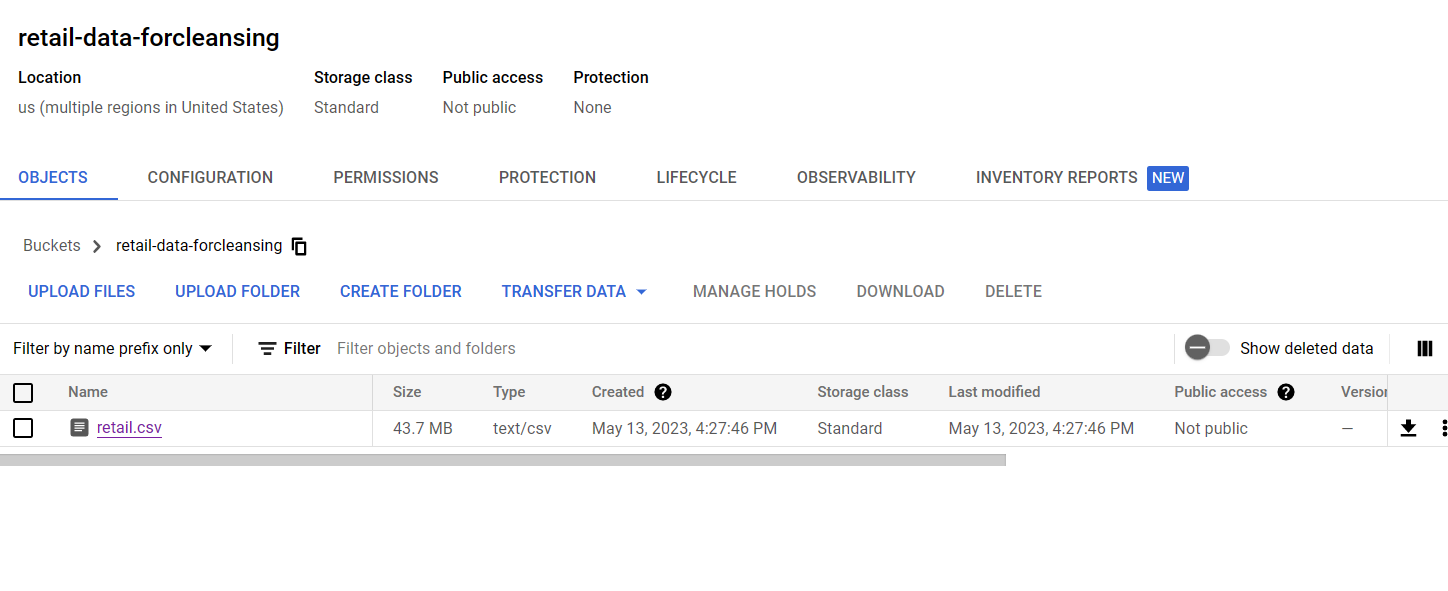 retail-data-forcleansing
Location Storage class Public access Protection
us (multiple regions in United States) Standard Not public None
OBJECTS CONFIGURATION PERMISSIONS PROTECTION LIFECYCLE OBSERVABILITY INVENTORY REPORTS NEW
Buckets retail-data-forcleansing
UPLOAD FILES UPLOAD FOLDER CREATE FOLDER TRANSFER DATA MANAGE HOLDS DOWNLOAD DELETE
Filter by name prefix only Filter Filter objects and folders Show deleted data
Name Size Type Created Storage class Last modified Public access Version
retail.csv 43.7 MB text/csv May 13, 2023, 4:27:46 PM Standard May 13, 2023, 4:27:46 PM Not public —